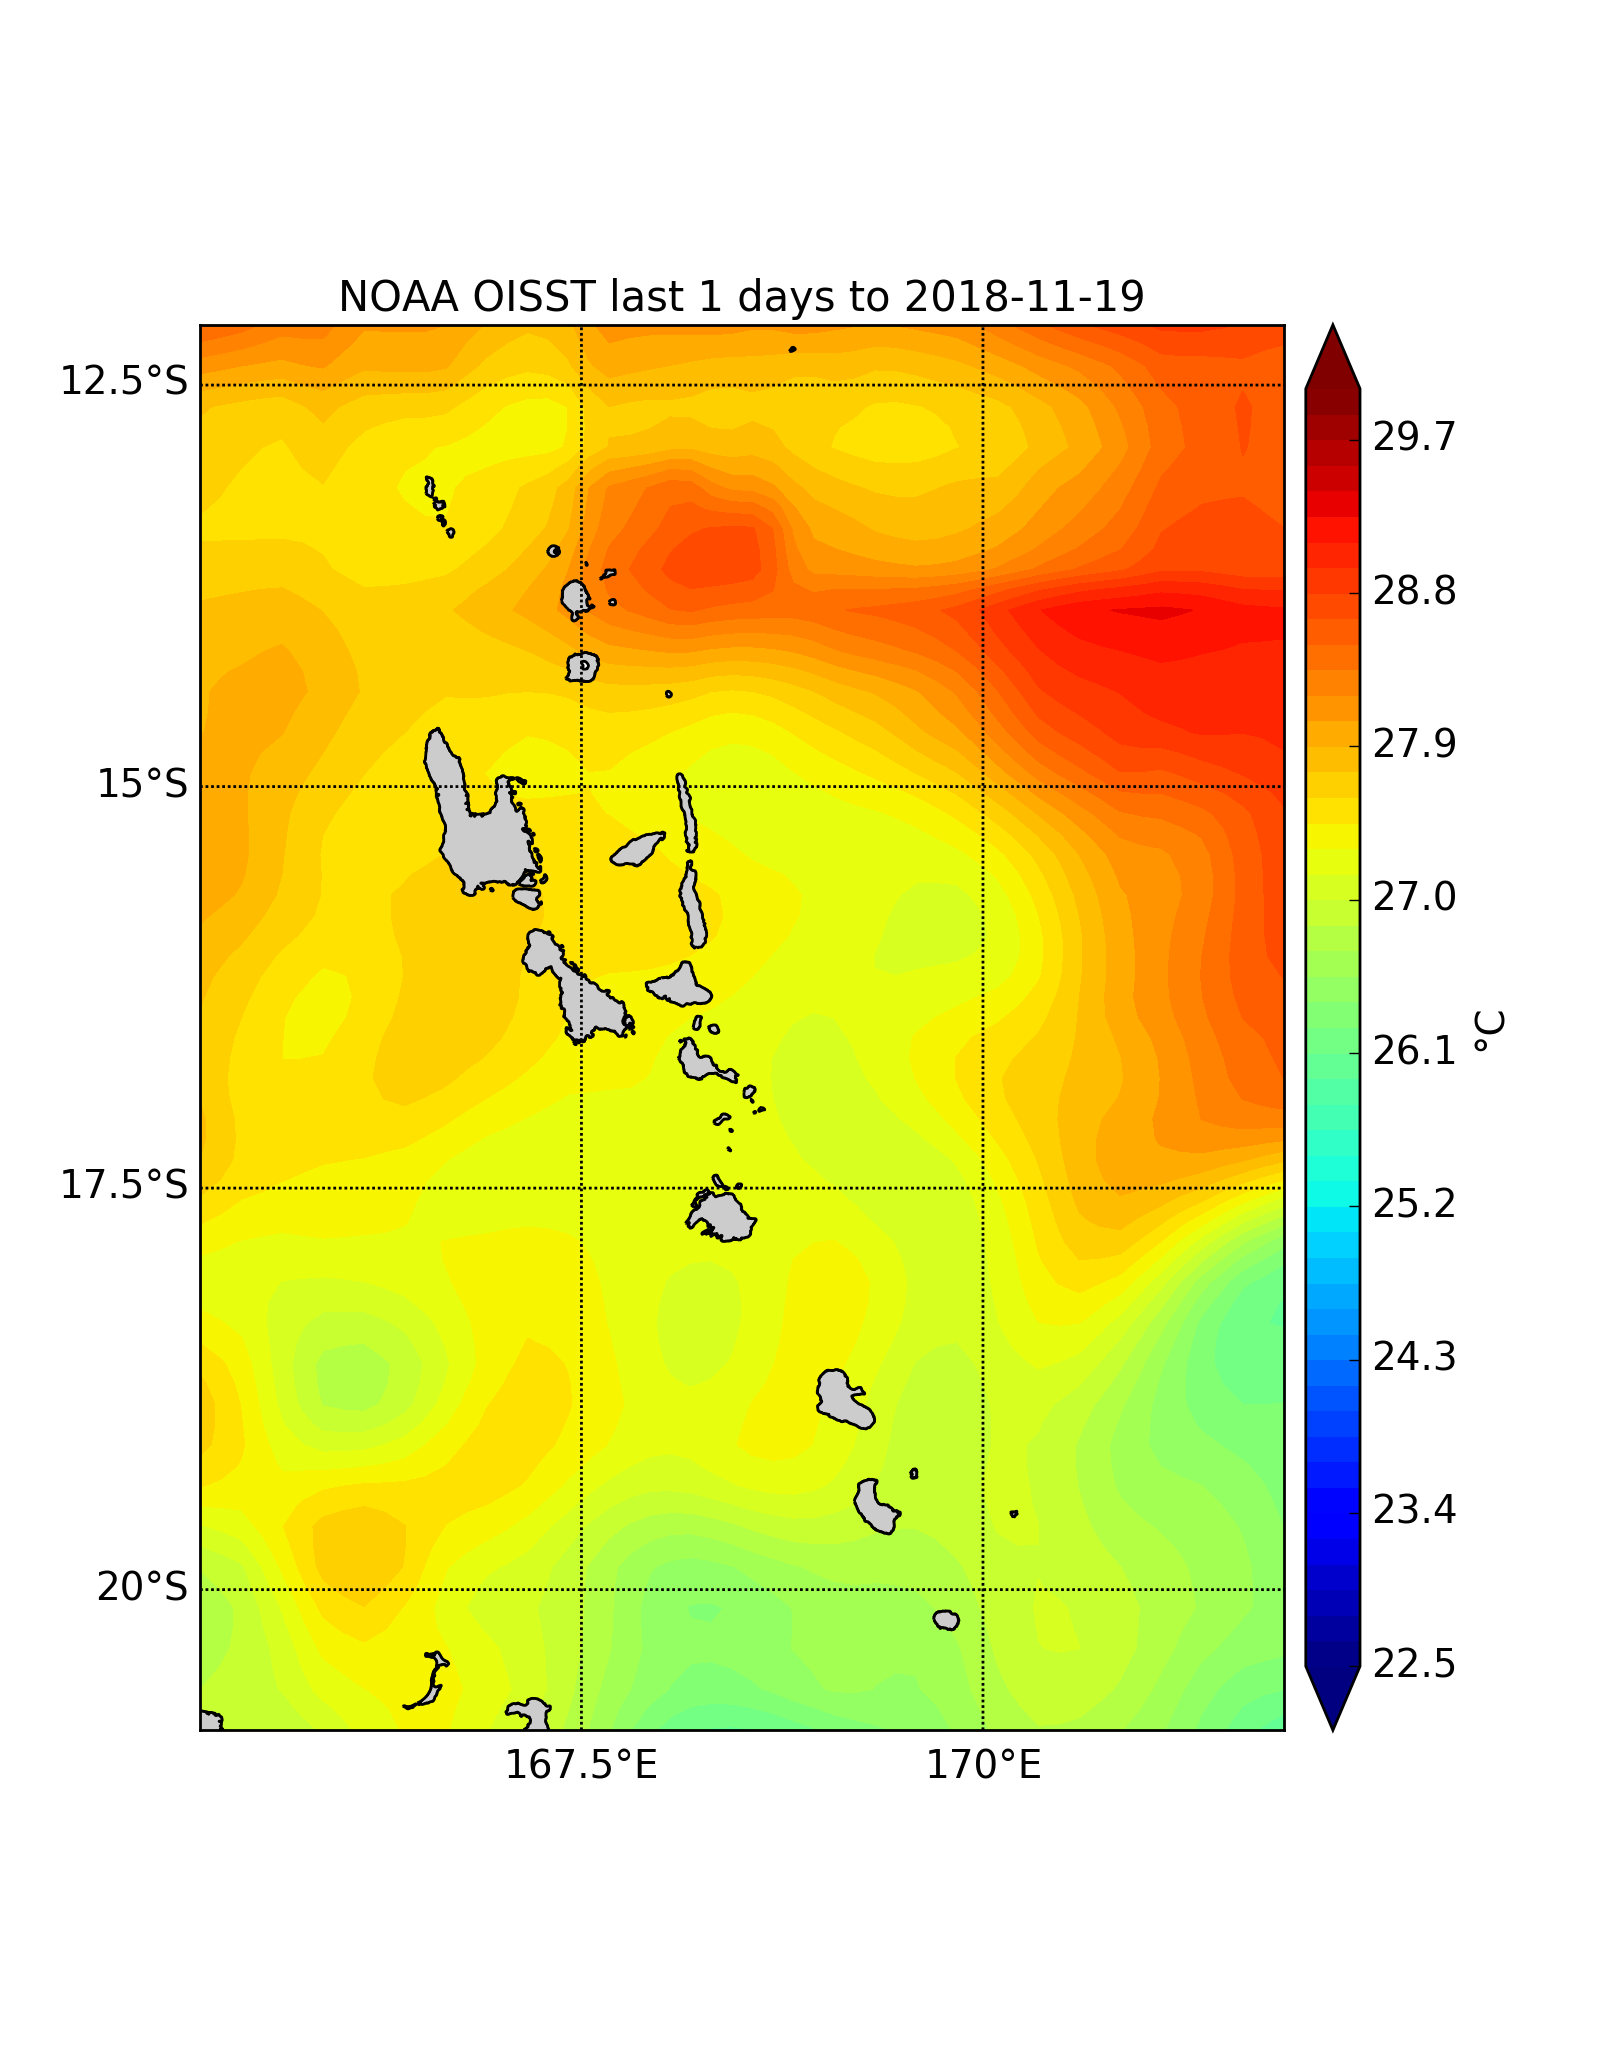 NOAA OISST last 1 days to 2018-11-19
12.5°S
15°S
17.5°S
20°S
167.5°E
170°E
29.7
28.8
27.9
27.0
26.1
25.2
24.3
23.4
22.5
°C